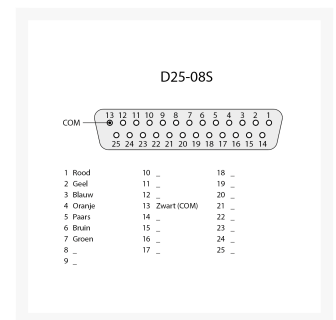 D25-08S
13 12 11 10 9 8 7 6 5 4 3 2 1
COM
25 24 23 22 21 20 19 18 17 16 15 14
1 Rood
2 Geel
3 Blauw
4 Oranje
5 Paars
6 Bruin
7 Groen
8 _
9 _
10 _
11 _
12 _
13 Zwart (COM)
14 _
15 _
16 _
17 _
18 _
19 _
20 _
21 _
22 _
23 _
24 _
25 _